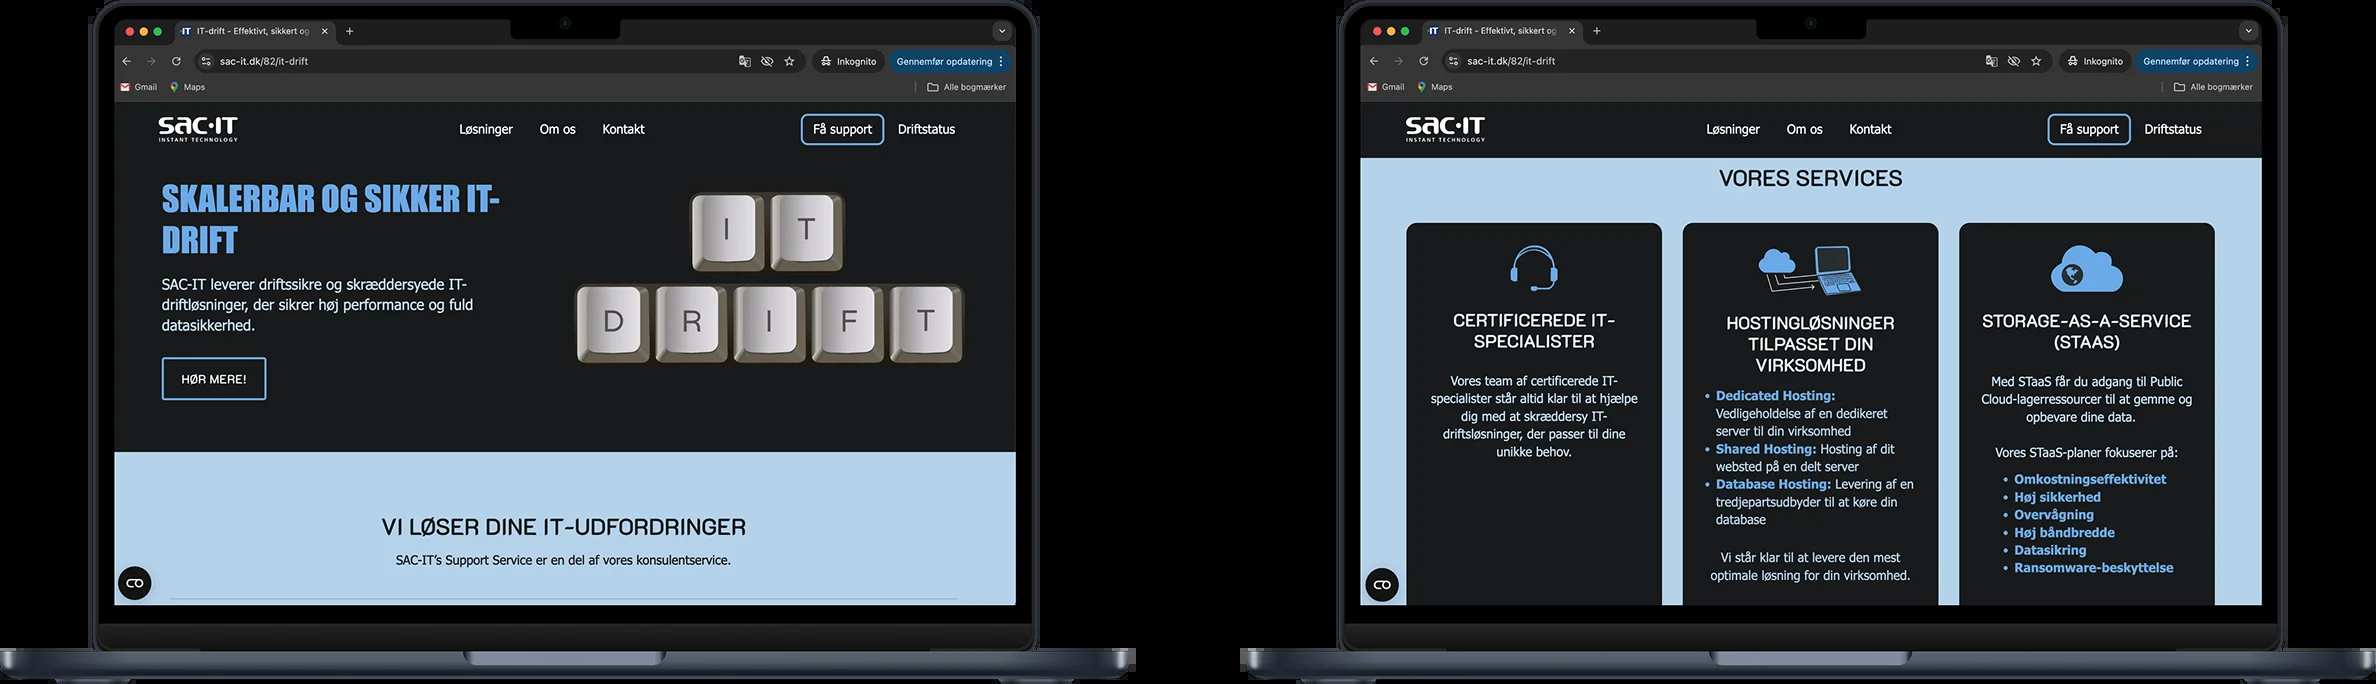 IT IT-drift - Effektivt, sikkert og
sac-it.dk/82/it-drift
Inkognito
Gennemfør opdatering
Gmail
Maps
Alle bogmærker
SAC·IT
INSTANT TECHNOLOGY
Løsninger
Om os
Kontakt
Få support
Driftstatus
SKALERBAR OG SIKKER IT-
DRIFT
SAC-IT leverer driftssikre og skræddersyede IT-
driftløsninger, der sikrer høj performance og fuld
datasikkerhed.
HØR MERE!
I T
D R I F T
VI LØSER DINE IT-UDFORDRINGER
SAC-IT's Support Service er en del af vores konsulentservice.
IT IT-drift - Effektivt, sikkert og
sac-it.dk/82/it-drift
Inkognito
Gennemfør opdatering
Gmail
Maps
Alle bogmærker
SAC·IT
INSTANT TECHNOLOGY
Løsninger
Om os
Kontakt
Få support
Driftstatus
VORES SERVICES
CERTIFICEREDE IT-
SPECIALISTER
Vores team af certificerede IT-
specialister står altid klar til at hjælpe
dig med at skræddersy IT-
driftsløsninger, der passer til dine
unikke behov.
HOSTINGLØSNINGER
TILPASSET DIN
VIRKSOMHED
• Dedicated Hosting:
Vedligeholdelse af en dedikeret
server til din virksomhed
• Shared Hosting: Hosting af dit
websted på en delt server
• Database Hosting: Levering af en
tredjepartsudbyder til at køre din
database
Vi står klar til at levere den mest
optimale løsning for din virksomhed.
STORAGE-AS-A-SERVICE
(STAAS)
Med STaaS får du adgang til Public
Cloud-lagerressourcer til at gemme og
opbevare dine data.
Vores STaaS-planer fokuserer på:
• Omkostningseffektivitet
• Høj sikkerhed
• Overvågning
• Høj båndbredde
• Datasikring
• Ransomware-beskyttelse